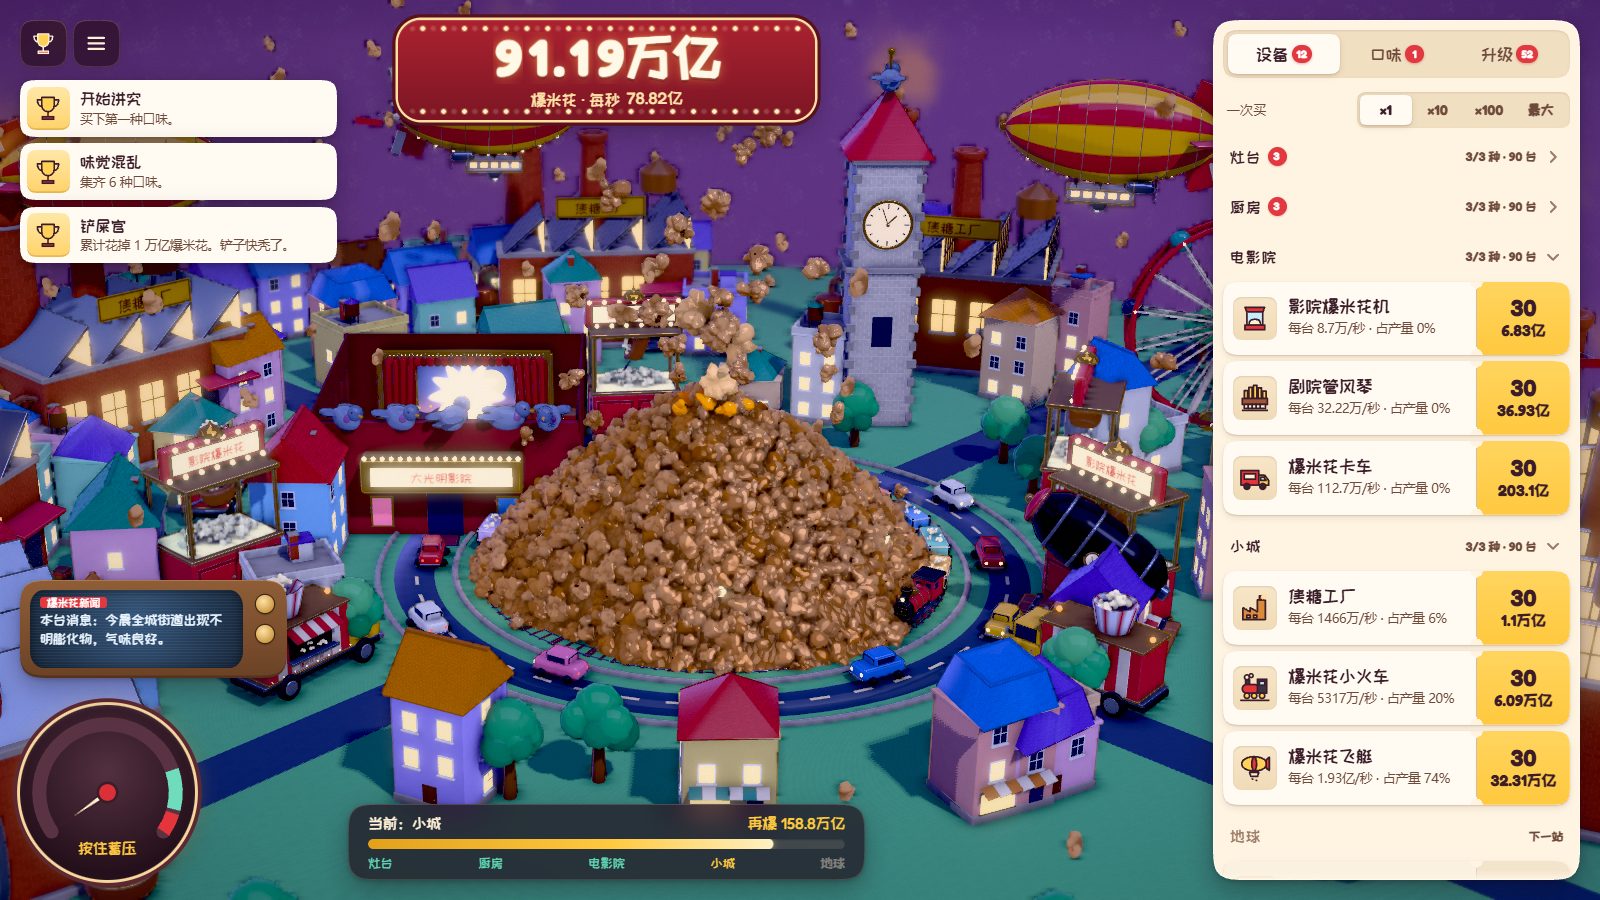 91.19万亿
爆米花 · 每秒 78.82亿
开始讲究
买下第一种口味。
味觉混乱
集齐 6 种口味。
铲屎官
累计花掉 1 万亿爆米花。铲子快秃了。
焦糖工厂
焦糖工厂
影院爆米花
大光明影院
影院爆米花
爆米花新闻
本台消息：今晨全城街道出现不
明膨化物，气味良好。
按住蓄压
当前：小城
再爆 158.8万亿
灶台
厨房
电影院
小城
地球
设备 12
口味 1
升级 52
一次买
×1
×10
×100
最大
灶台 3
3/3 种 · 90 台
厨房 3
3/3 种 · 90 台
电影院
3/3 种 · 90 台
影院爆米花机
每台 8.7万/秒 · 占产量 0%
30
6.83亿
剧院管风琴
每台 32.22万/秒 · 占产量 0%
30
36.93亿
爆米花卡车
每台 112.7万/秒 · 占产量 0%
30
203.1亿
小城
3/3 种 · 90 台
焦糖工厂
每台 1466万/秒 · 占产量 6%
30
1.1万亿
爆米花小火车
每台 5317万/秒 · 占产量 20%
30
6.09万亿
爆米花飞艇
每台 1.93亿/秒 · 占产量 74%
30
32.31万亿
地球
下一站